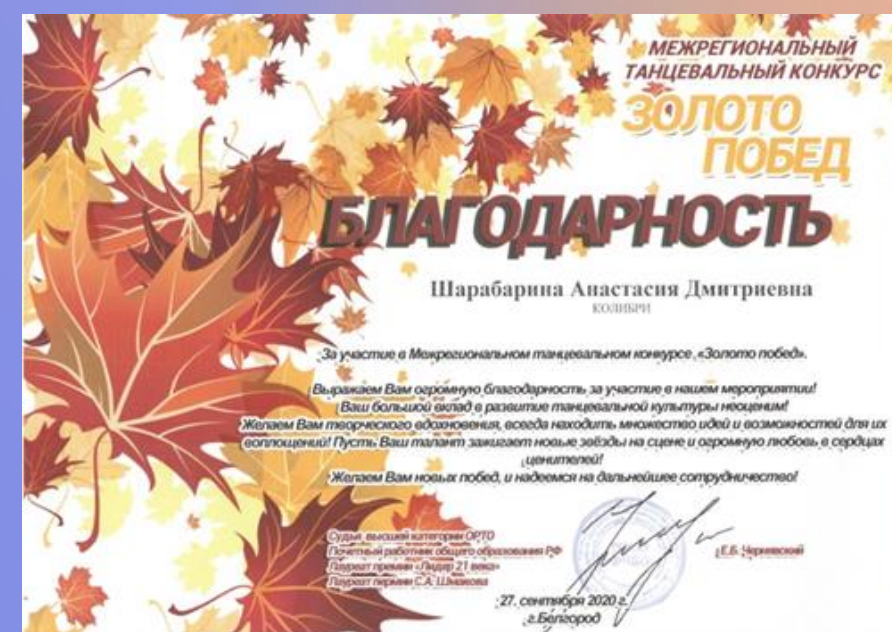 МЕЖРЕГИОНАЛЬНЫЙ
ТАНЦЕВАЛЬНЫЙ КОНКУРС
ЗОЛОТО
ПОБЕД
БЛАГОДАРНОСТЬ
Шарабарина Анастасия Дмитриевна
КОЛИБРИ
За участие в Межрегиональном танцевальном конкурсе «Золото побед».
Выражаем Вам огромную благодарность за участие в нашем мероприятии!
Ваш большой вклад в развитие танцевальной культуры неоценим!
Желаем Вам творческого вдохновения, всегда находить множество идей и возможностей для их
воплощений! Пусть Ваш талант зажигает новые звёзды на сцене и огромную любовь в сердцах
ценителей!
Желаем Вам новых побед, и надеемся на дальнейшее сотрудничество!
Судья высшей категории ОРТО
Почетный работник общего образования РФ
Лауреат премии «Лидер 21 века»
Лауреат пермии С.А. Шмакова
Е.Б. Чернявский
27. сентября 2020 г.
г.Белгород